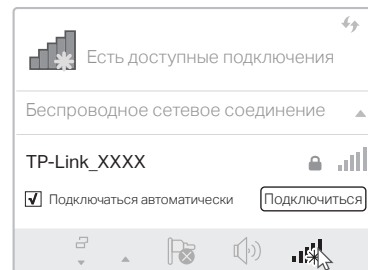 Есть доступные подключения
Беспроводное сетевое соединение
TP-Link_XXXX
Подключаться автоматически Подключиться